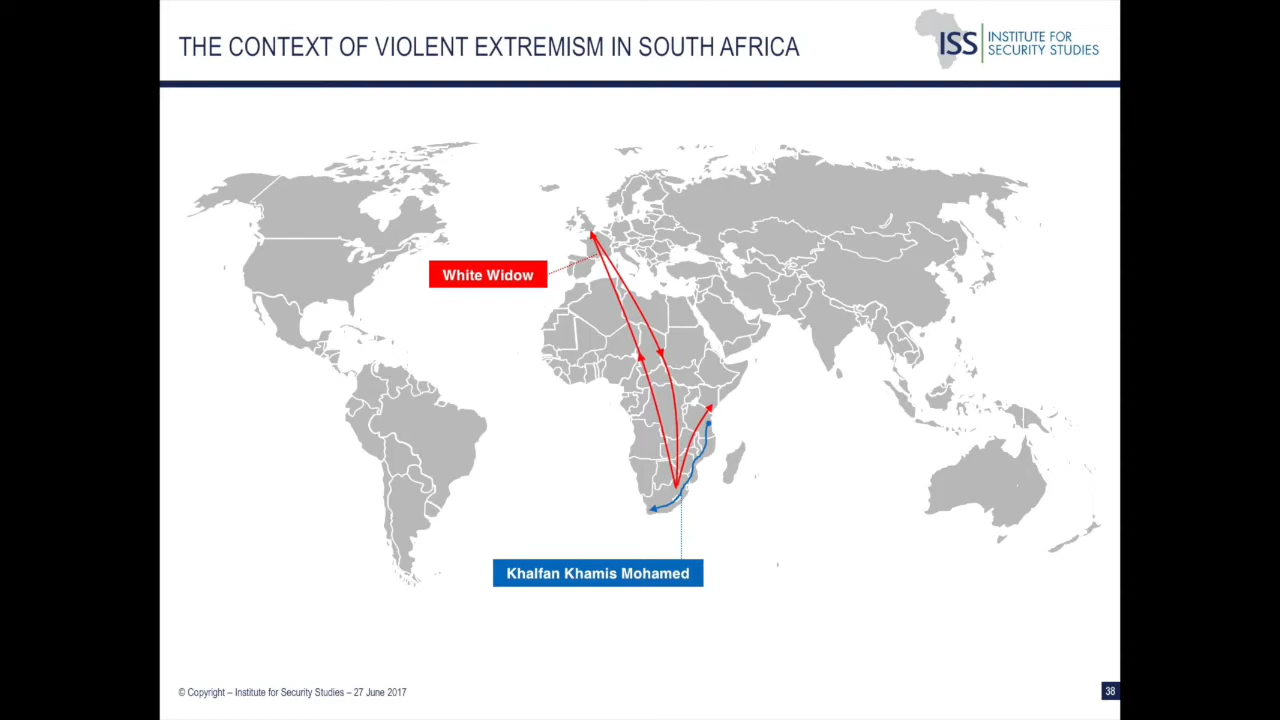 THE CONTEXT OF VIOLENT EXTREMISM IN SOUTH AFRICA
ISS
INSTITUTE FOR
SECURITY STUDIES
White Widow
Khalfan Khamis Mohamed
© Copyright – Institute for Security Studies – 27 June 2017
38